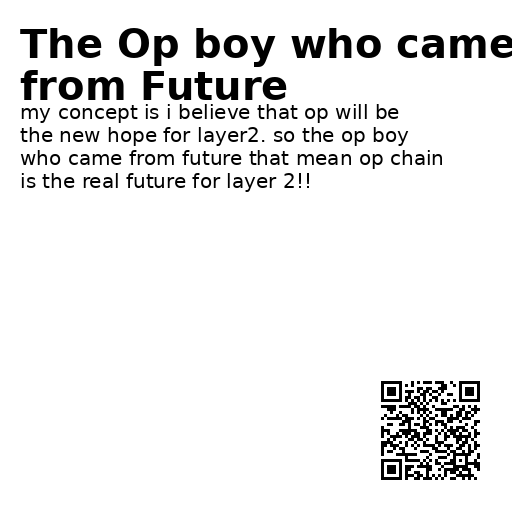 The Op boy who came
from Future
my concept is i believe that op will be
the new hope for layer2. so the op boy
who came from future that mean op chain
is the real future for layer 2!!